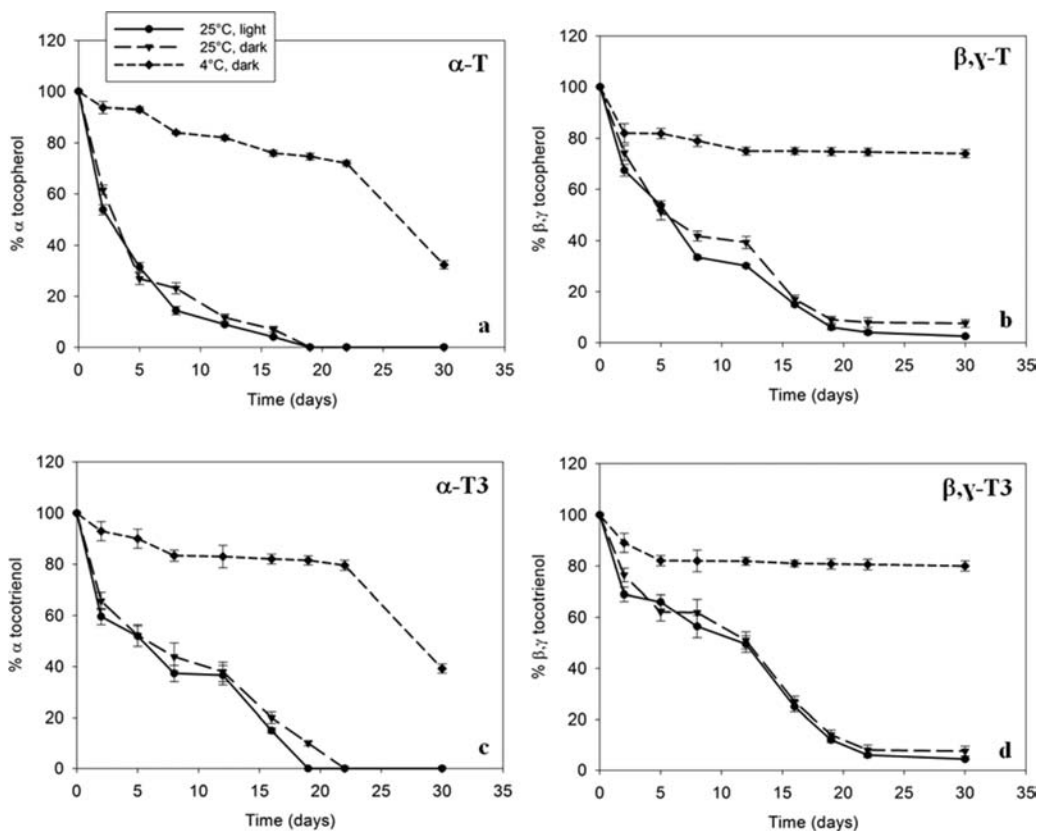 25°C, light
25°C, dark
4°C, dark
α-T
120
100
80
60
40
20
0
% α tocopherol
a
0 5 10 15 20 25 30 35
Time (days)
β,ɣ-T
120
100
80
60
40
20
0
% β,γ tocopherol
b
0 5 10 15 20 25 30 35
Time (days)
α-T3
120
100
80
60
40
20
0
% α tocotrienol
c
0 5 10 15 20 25 30 35
Time (days)
β,ɣ-T3
120
100
80
60
40
20
0
% β,γ tocotrienol
d
0 5 10 15 20 25 30 35
Time (days)